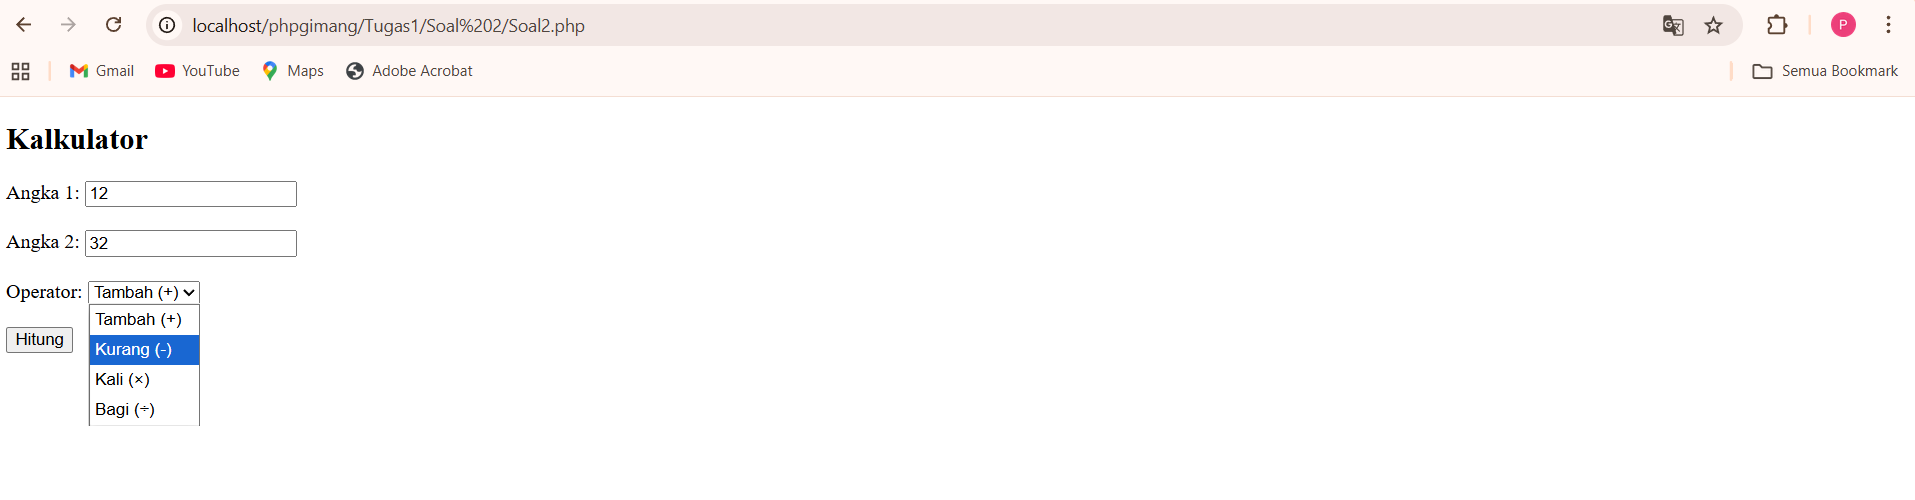 localhost/phpgimang/Tugas1/Soal%202/Soal2.php
P
Gmail YouTube Maps Adobe Acrobat Semua Bookmark
Kalkulator
Angka 1: 12
Angka 2: 32
Operator: Tambah (+)
Tambah (+)
Hitung
Kurang (-)
Kali (×)
Bagi (÷)